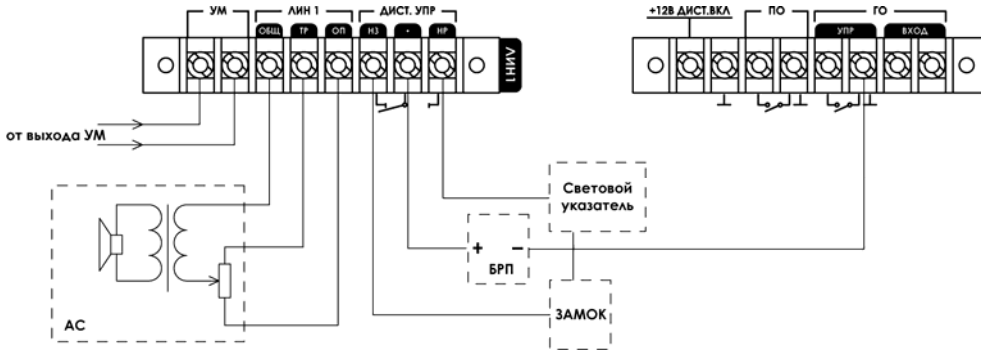 УМ ЛИН 1 ДИСТ. УПР +12В ДИСТ.ВКЛ ПО ГО
ОБЩ ТР ОП НЗ • НР УПР ВХОД
ЛИН1
от выхода УМ
Световой
указатель
+ −
БРП
ЗАМОК
АС